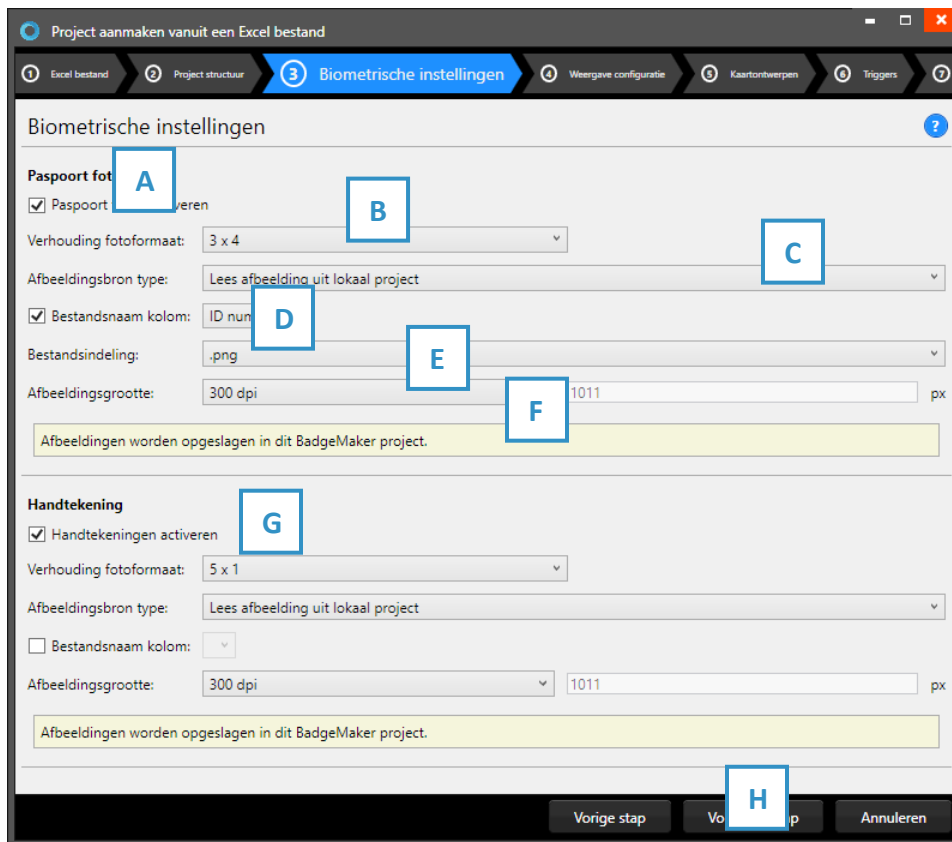 Project aanmaken vanuit een Excel bestand
1 Excel bestand 2 Project structuur 3 Biometrische instellingen 4 Weergave configuratie 5 Kaartontwerpen 6 Triggers 7
Biometrische instellingen ?
Paspoort
A
Paspoort
B
Verhouding fotoformaat: 3 x 4
C
Afbeeldingsbron type: Lees afbeelding uit lokaal project
Bestandsnaam kolom: ID
D
Bestandsindeling: .png
E
Afbeeldingsgrootte: 300 dpi 1011 px
F
Afbeeldingen worden opgeslagen in dit BadgeMaker project.
Handtekening
G
Handtekeningen activeren
Verhouding fotoformaat: 5 x 1
Afbeeldingsbron type: Lees afbeelding uit lokaal project
Bestandsnaam kolom:
Afbeeldingsgrootte: 300 dpi 1011 px
Afbeeldingen worden opgeslagen in dit BadgeMaker project.
H
Vorige stap Annuleren